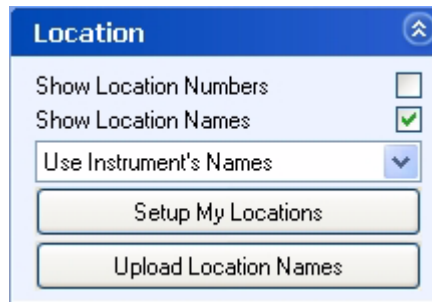 Location
Show Location Numbers
Show Location Names
Use Instrument's Names
Setup My Locations
Upload Location Names